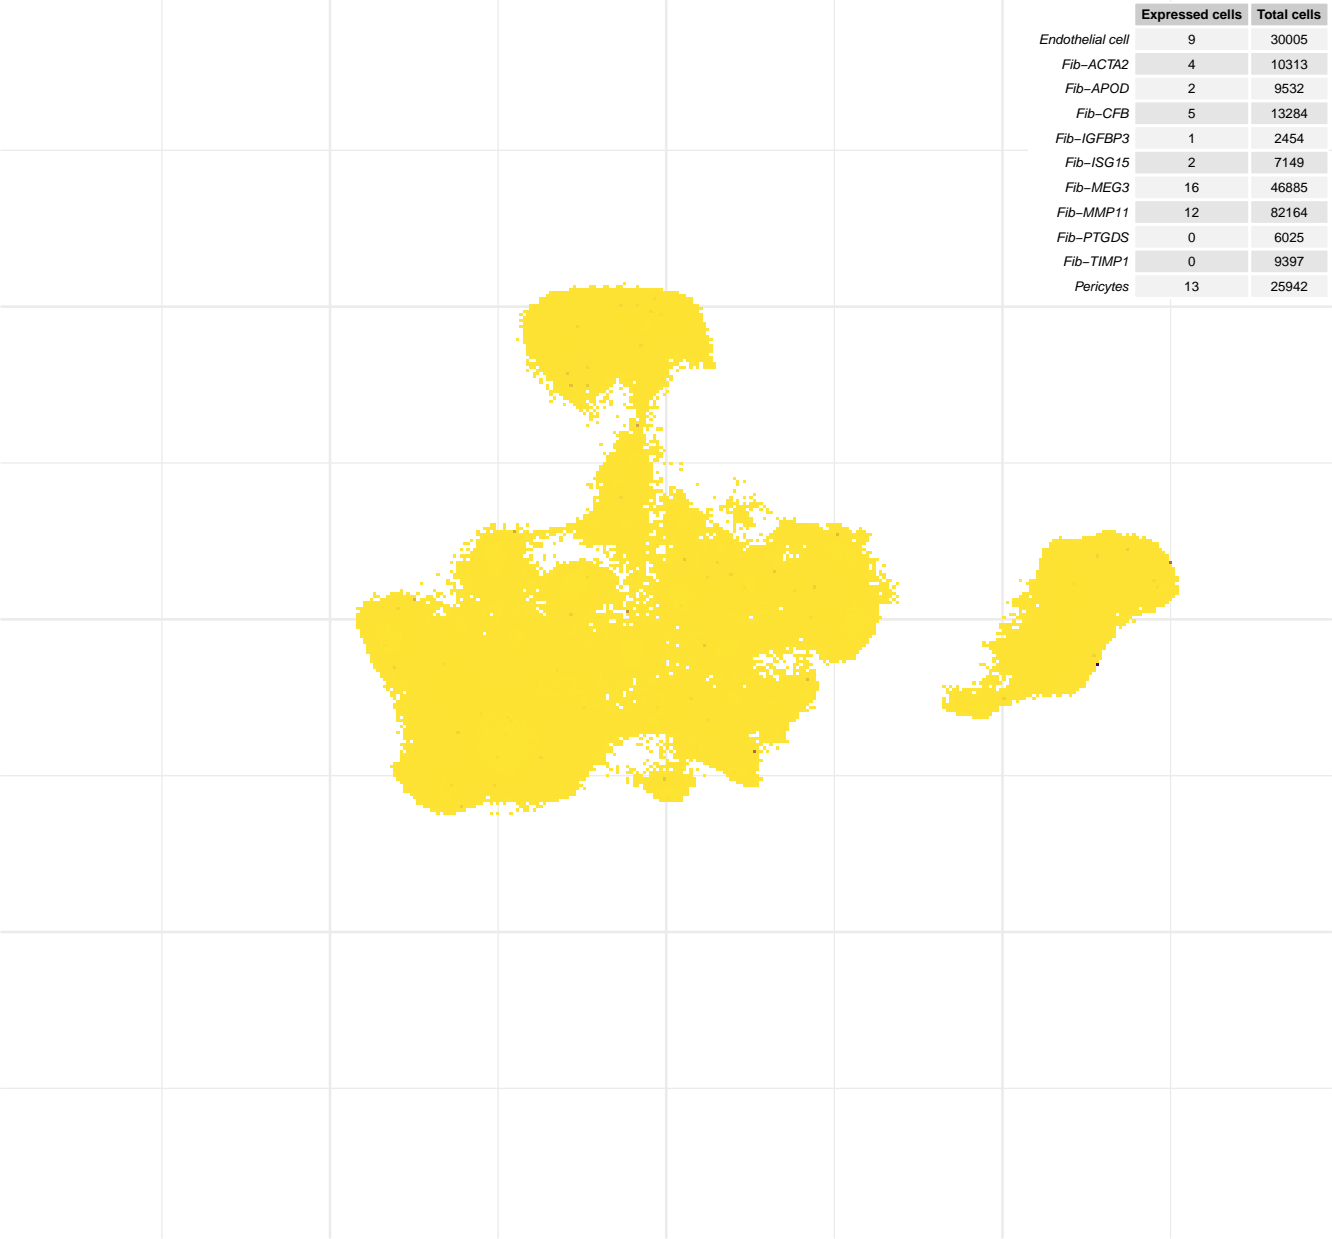 Expressed cells Total cells
Endothelial cell 9 30005
Fib−ACTA2 4 10313
Fib−APOD 2 9532
Fib−CFB 5 13284
Fib−IGFBP3 1 2454
Fib−ISG15 2 7149
Fib−MEG3 16 46885
Fib−MMP11 12 82164
Fib−PTGDS 0 6025
Fib−TIMP1 0 9397
Pericytes 13 25942